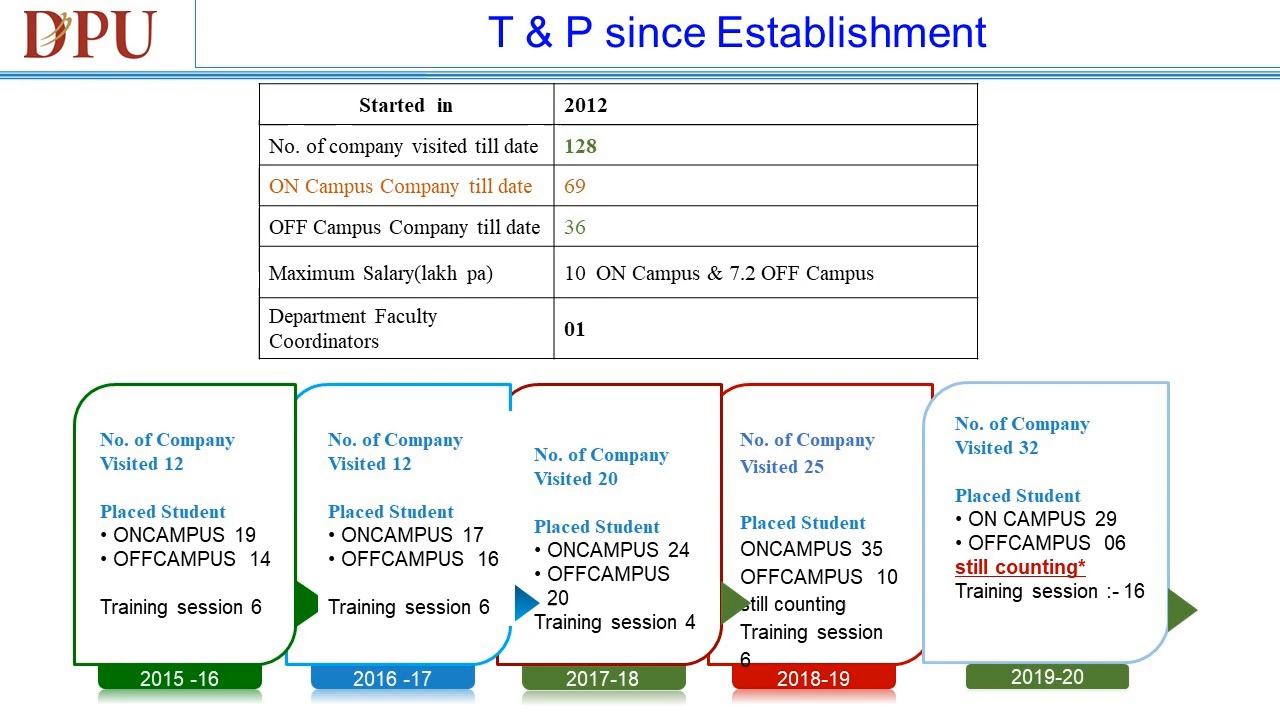 DPU
T & P since Establishment
Started in 2012
No. of company visited till date 128
ON Campus Company till date 69
OFF Campus Company till date 36
Maximum Salary(lakh pa) 10 ON Campus & 7.2 OFF Campus
Department Faculty
Coordinators
01
No. of Company
Visited 12
Placed Student
• ONCAMPUS 19
• OFFCAMPUS 14
Training session 6
2015 -16
No. of Company
Visited 12
Placed Student
• ONCAMPUS 17
• OFFCAMPUS 16
Training session 6
2016 -17
No. of Company
Visited 20
Placed Student
• ONCAMPUS 24
• OFFCAMPUS
20
Training session 4
2017-18
No. of Company
Visited 25
Placed Student
ONCAMPUS 35
OFFCAMPUS 10
still counting
Training session
6
2018-19
No. of Company
Visited 32
Placed Student
• ON CAMPUS 29
• OFFCAMPUS 06
still counting*
Training session :- 16
2019-20